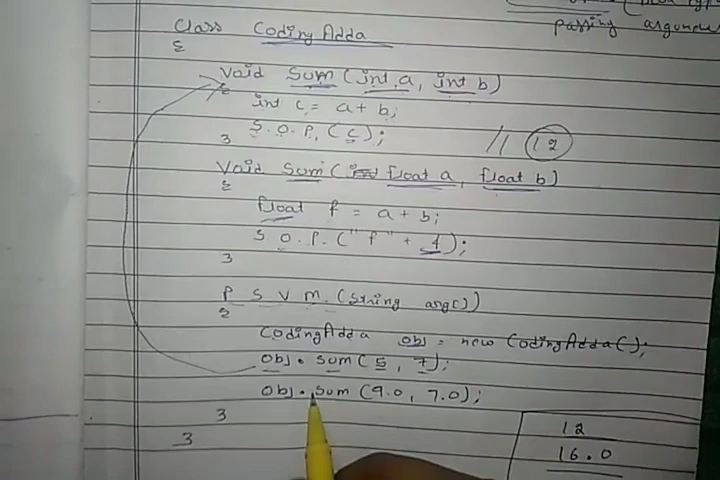 passing argumen
Class CodingAdda
{
void Sum (int a, int b)
{
int c = a + b;
S.O.P. (c);
} // 12
void Sum (float a, float b)
{
float f = a + b;
S.O.P. ("f" + f);
}
P S V M. (String arg[])
{
CodingAdda obj = new CodingAdda();
obj. sum (5, 7);
obj. sum (9.0, 7.0);
}
}
12
16.0